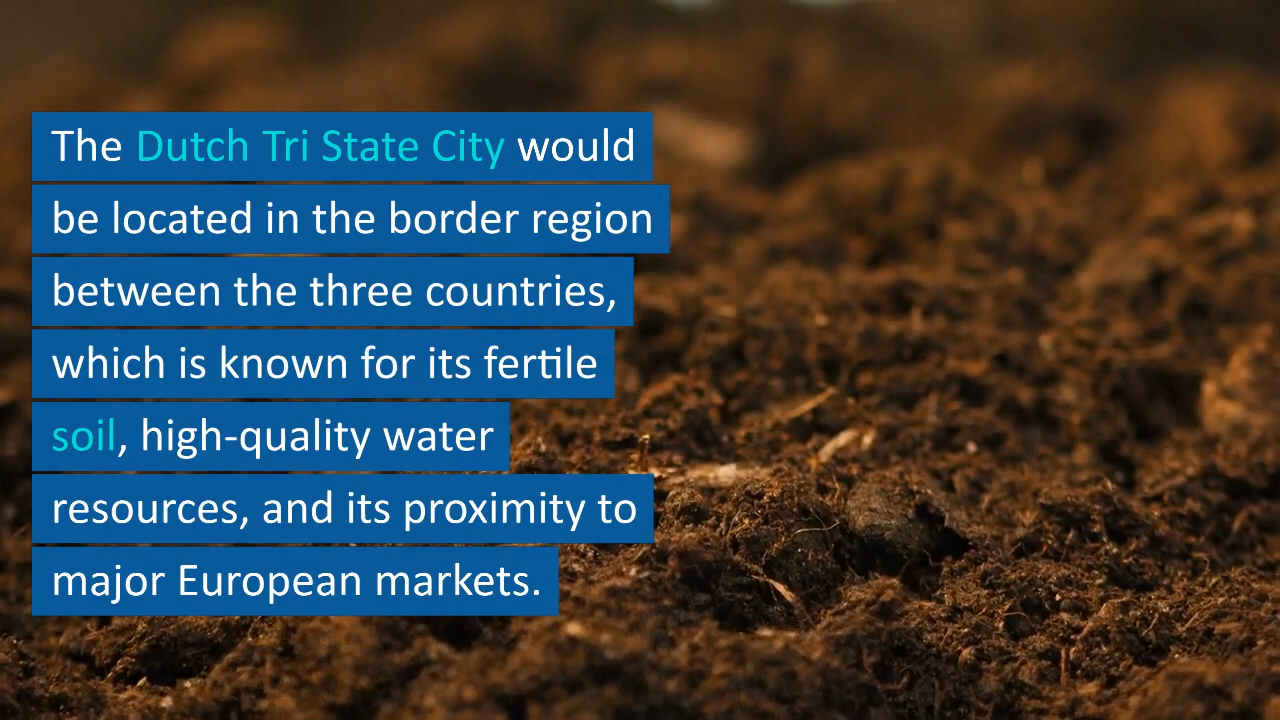 The Dutch Tri State City would
be located in the border region
between the three countries,
which is known for its fertile
soil, high-quality water
resources, and its proximity to
major European markets.